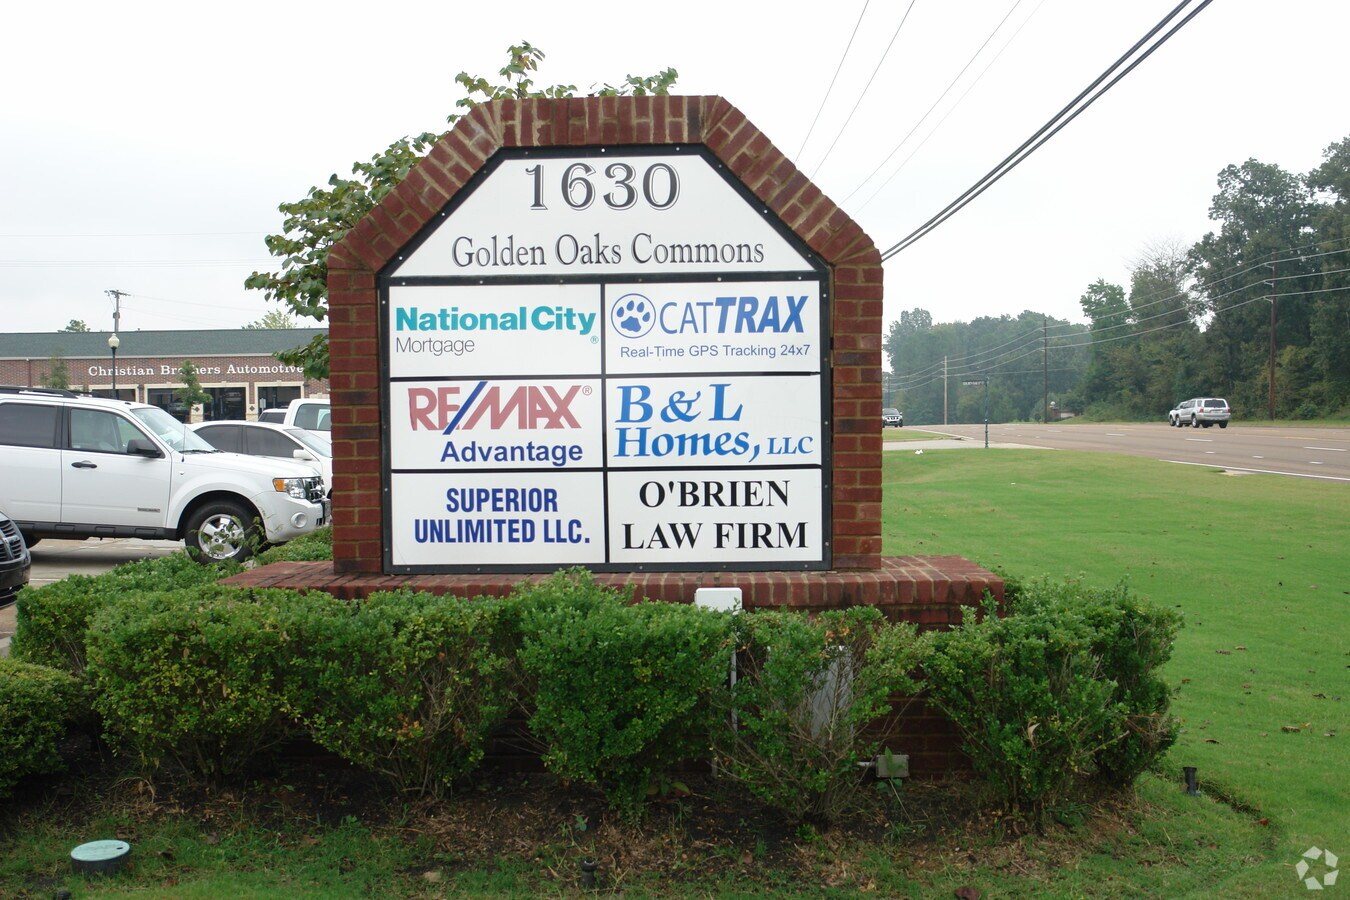 1630
Golden Oaks Commons
National City®
Mortgage
CATTRAX
Real-Time GPS Tracking 24x7
RE/MAX®
Advantage
B & L
Homes, LLC
SUPERIOR
UNLIMITED LLC.
O'BRIEN
LAW FIRM
Christian Brothers Automotive